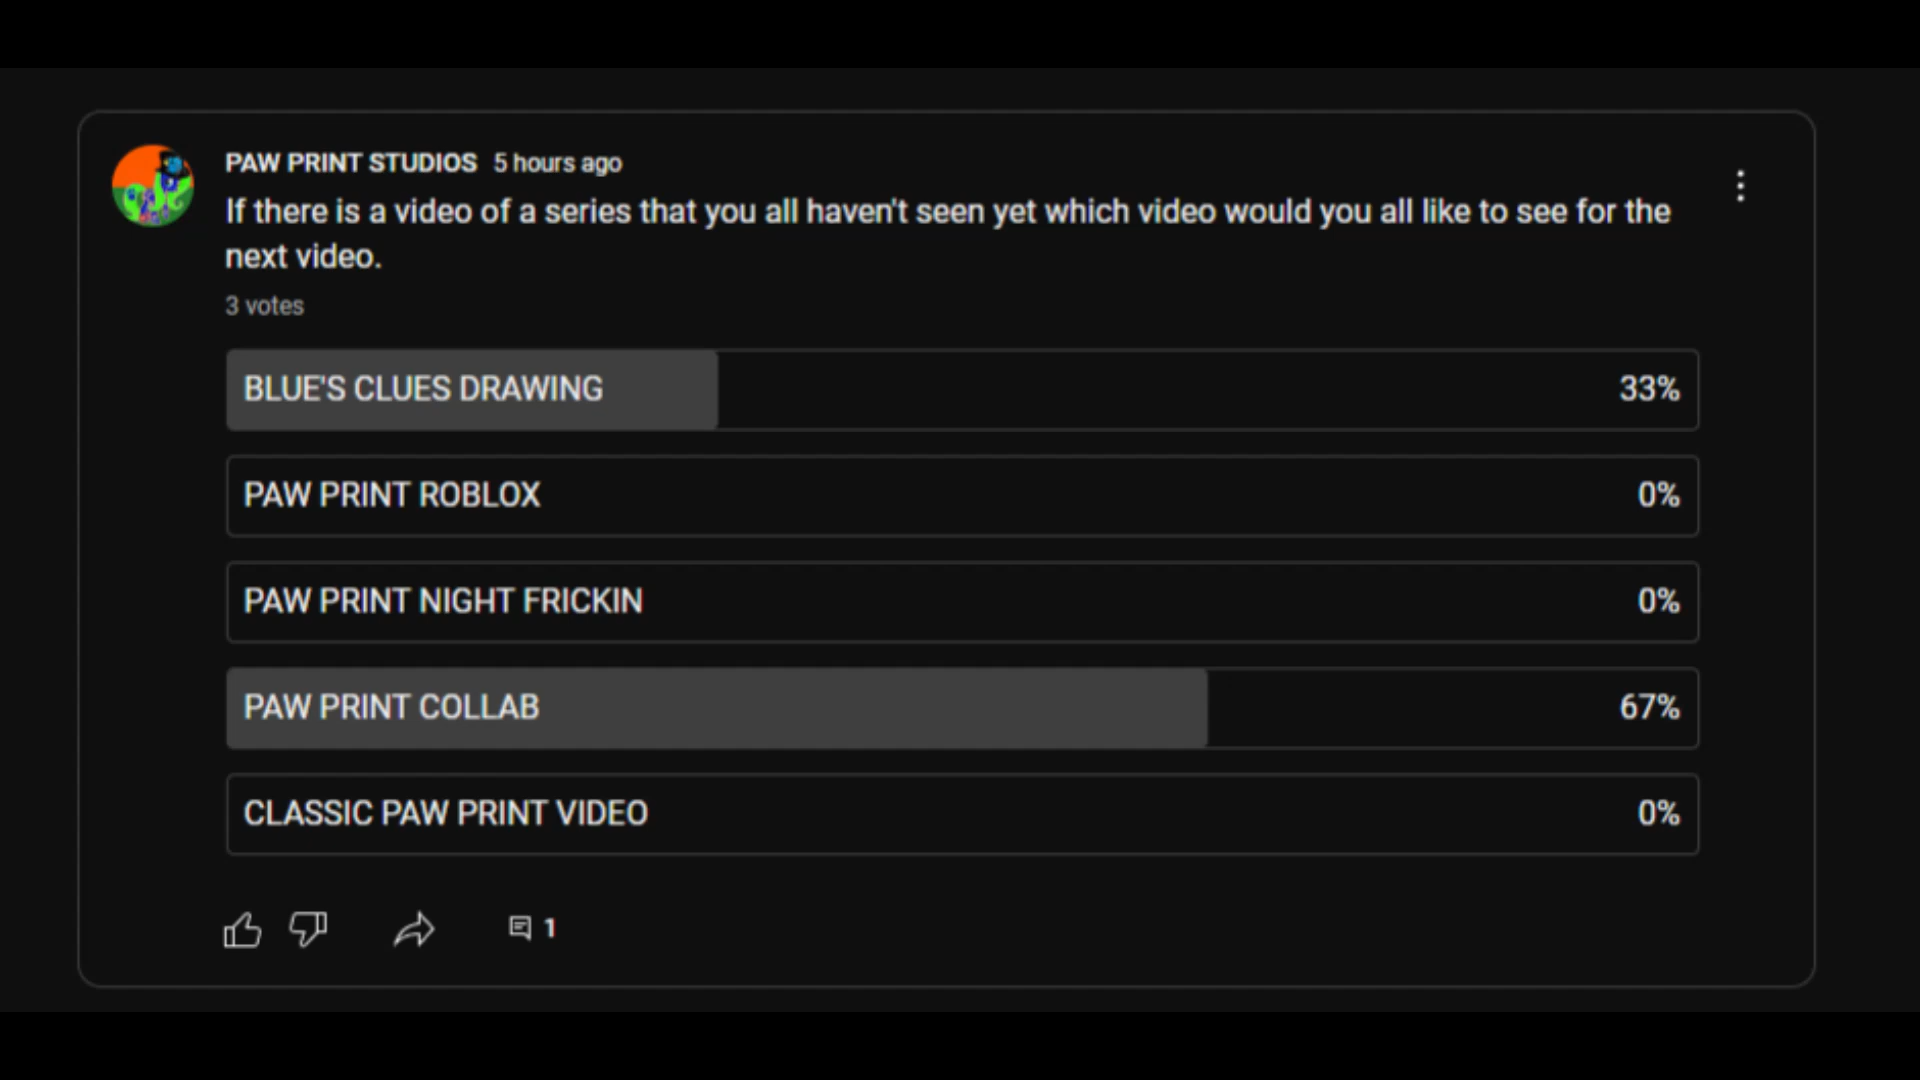 PAW PRINT STUDIOS 5 hours ago
If there is a video of a series that you all haven't seen yet which video would you all like to see for the
next video.
3 votes
BLUE'S CLUES DRAWING 33%
PAW PRINT ROBLOX 0%
PAW PRINT NIGHT FRICKIN 0%
PAW PRINT COLLAB 67%
CLASSIC PAW PRINT VIDEO 0%
1